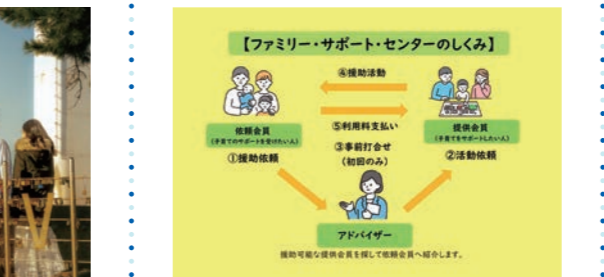 【ファミリー・サポート・センターのしくみ】
④援助活動
依頼会員
(子育てのサポートを受けたい人)
⑤利用料支払い
提供会員
(子育てをサポートしたい人)
①援助依頼
③事前打合せ
(初回のみ)
②活動依頼
アドバイザー
援助可能な提供会員を探して依頼会員へ紹介します。